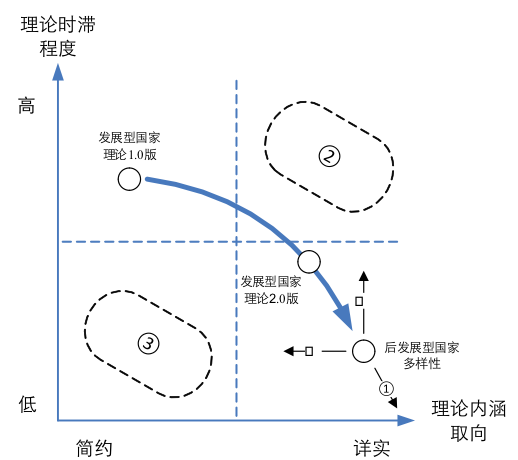 理论时滞
程度
高
发展型国家
理论1.0版
②
发展型国家
理论2.0版
③
后发展型国家
多样性
①
低
理论内涵
取向
简约
详实